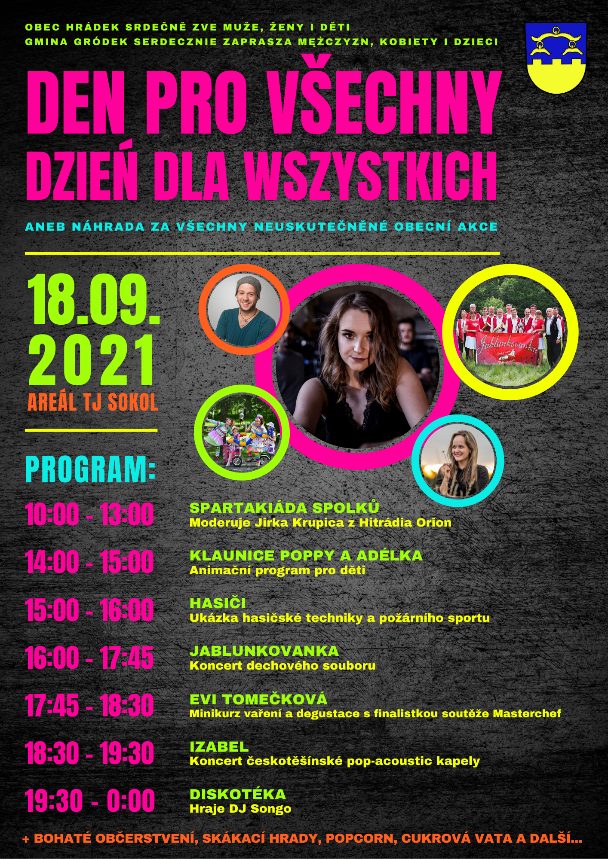 OBEC HRÁDEK SRDEČNĚ ZVE MUŽE, ŽENY I DĚTI
GMINA GRÓDEK SERDECZNIE ZAPRASZA MĘŻCZYZN, KOBIETY I DZIECI
DEN PRO VŠECHNY
DZIEŃ DLA WSZYSTKICH
ANEB NÁHRADA ZA VŠECHNY NEUSKUTEČNĚNÉ OBECNÍ AKCE
18.09.
2021
AREÁL TJ SOKOL
Jablunkovanka
PROGRAM:
10:00 - 13:00
SPARTAKIÁDA SPOLKŮ
Moderuje Jirka Krupica z Hitrádia Orion
14:00 - 15:00
KLAUNICE POPPY A ADÉLKA
Animační program pro děti
15:00 - 16:00
HASIČI
Ukázka hasičské techniky a požárního sportu
16:00 - 17:45
JABLUNKOVANKA
Koncert dechového souboru
17:45 - 18:30
EVI TOMEČKOVÁ
Minikurz vaření a degustace s finalistkou soutěže Masterchef
18:30 - 19:30
IZABEL
Koncert českotěšínské pop-acoustic kapely
19:30 - 0:00
DISKOTÉKA
Hraje DJ Songo
+ BOHATÉ OBČERSTVENÍ, SKÁKACÍ HRADY, POPCORN, CUKROVÁ VATA A DALŠÍ...